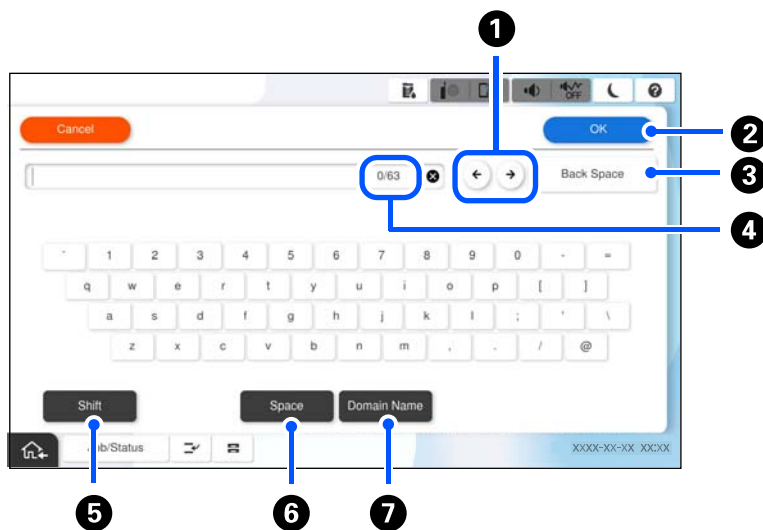 1
OFF
Cancel
OK
2
0/63
Back Space
3
4
` 1 2 3 4 5 6 7 8 9 0 - =
q w e r t y u i o p [ ]
a s d f g h j k l ; ' \
z x c v b n m , . / @
Shift
Space
Domain Name
/Status
XXXX-XX-XX XX:XX
5
6
7